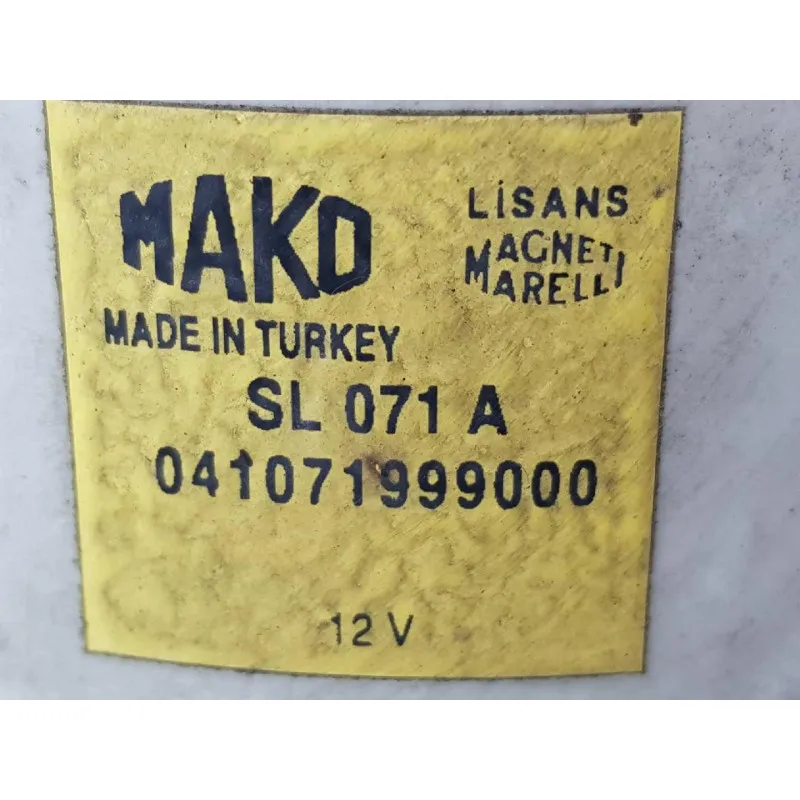 MAKO
LİSANS
MAGNETI
MARELLI
MADE IN TURKEY
SL 071 A
041071999000
12 V